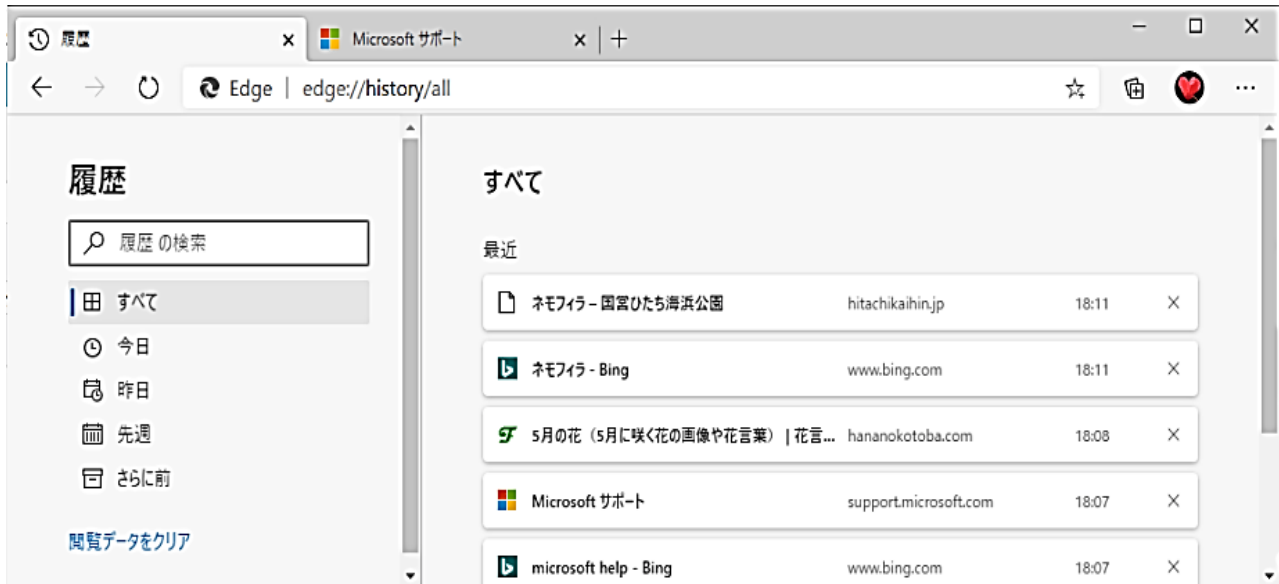 履歴
Microsoft サポート
Edge | edge://history/all
履歴
履歴 の検索
すべて
今日
昨日
先週
さらに前
閲覧データをクリア
すべて
最近
ネモフィラ – 国営ひたち海浜公園 hitachikaihin.jp 18:11
ネモフィラ - Bing www.bing.com 18:11
5月の花（5月に咲く花の画像や花言葉） | 花言... hananokotoba.com 18:08
Microsoft サポート support.microsoft.com 18:07
microsoft help - Bing www.bing.com 18:07